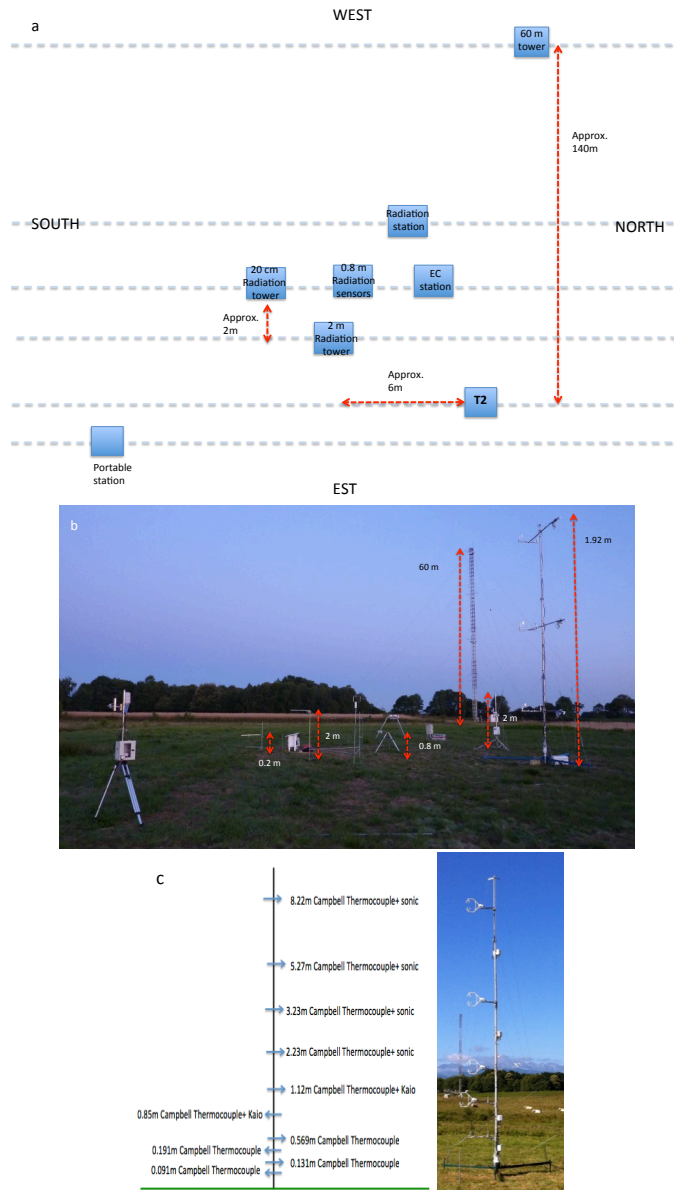 a
WEST
60 m
tower
Approx.
140m
Radiation
station
SOUTH
NORTH
20 cm
Radiation
tower
0.8 m
Radiation
sensors
EC
station
Approx.
2m
2 m
Radiation
tower
Approx.
6m
T2
Portable
station
EST
b
1.92 m
60 m
2 m
2 m
0.8 m
0.2 m
c
8.22m Campbell Thermocouple+ sonic
5.27m Campbell Thermocouple+ sonic
3.23m Campbell Thermocouple+ sonic
2.23m Campbell Thermocouple+ sonic
1.12m Campbell Thermocouple+ Kaio
0.85m Campbell Thermocouple+ Kaio
0.569m Campbell Thermocouple
0.191m Campbell Thermocouple
0.131m Campbell Thermocouple
0.091m Campbell Thermocouple